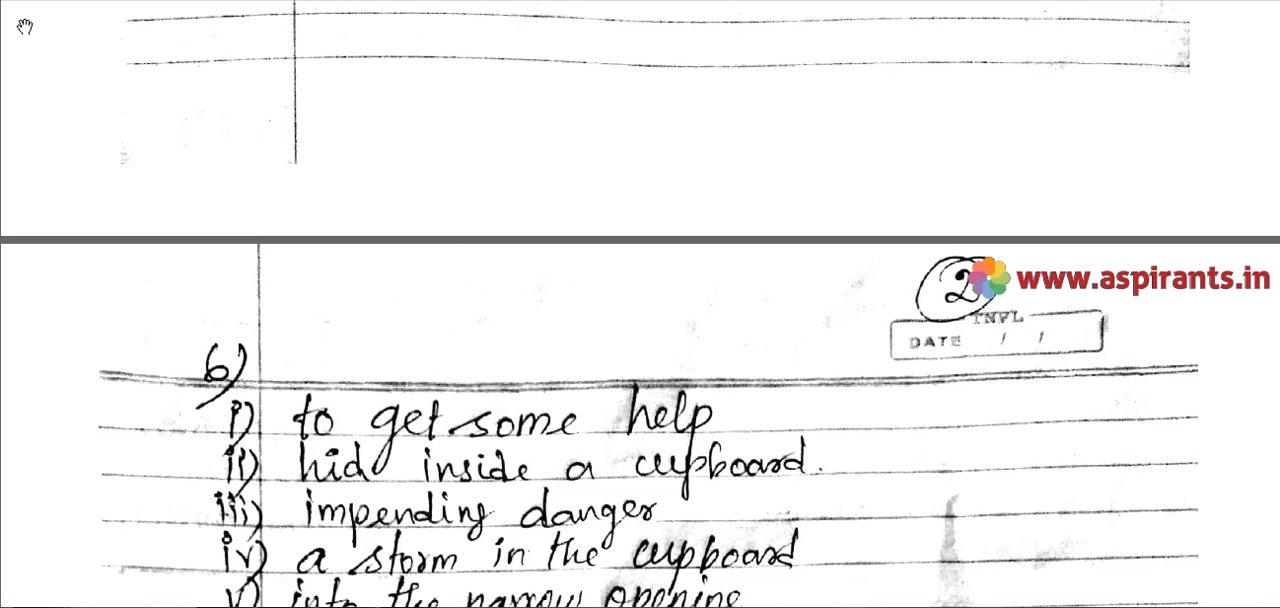 2
www.aspirants.in
TNPL
DATE / /
6)
i) to get some help
ii) hid inside a cupboard.
iii) impending danger
iv) a storm in the cupboard
v) into the narrow opening